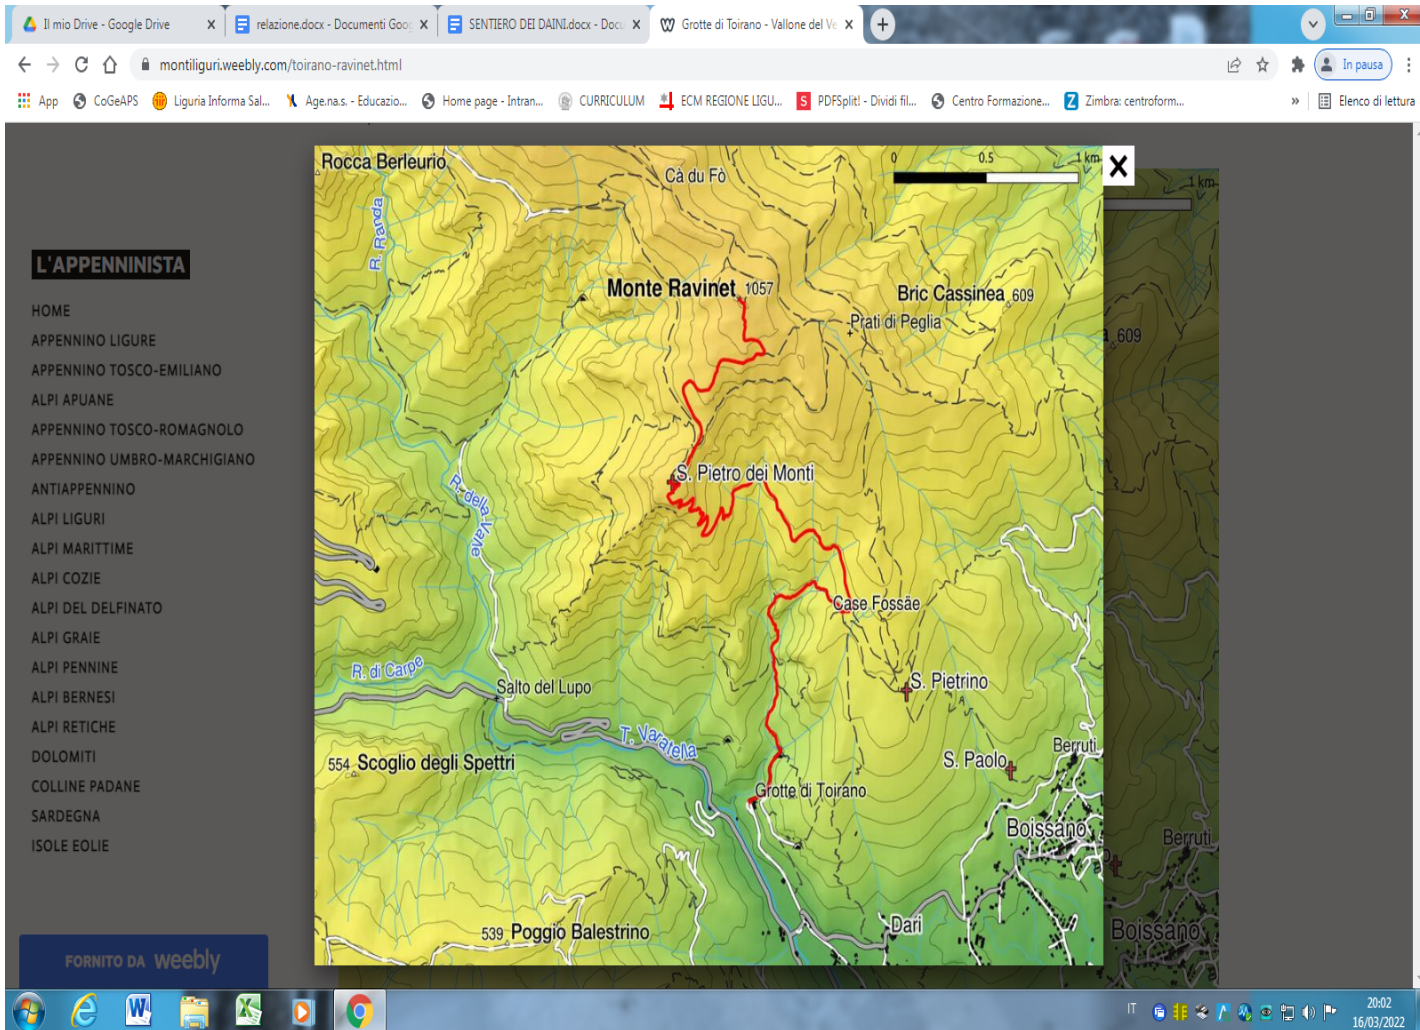 Il mio Drive - Google Drive
relazione.docx - Documenti Goog
SENTIERO DEI DAINI.docx - Docu
Grotte di Toirano - Vallone del Ve
montiliguri.weebly.com/toirano-ravinet.html
In pausa
App
CoGeAPS
Liguria Informa Sal...
Age.na.s. - Educazio...
Home page - Intran...
CURRICULUM
ECM REGIONE LIGU...
PDFSplit! - Dividi fil...
Centro Formazione...
Zimbra: centroform...
»
Elenco di lettura
L'APPENNINISTA
HOME
APPENNINO LIGURE
APPENNINO TOSCO-EMILIANO
ALPI APUANE
APPENNINO TOSCO-ROMAGNOLO
APPENNINO UMBRO-MARCHIGIANO
ANTIAPPENNINO
ALPI LIGURI
ALPI MARITTIME
ALPI COZIE
ALPI DEL DELFINATO
ALPI GRAIE
ALPI PENNINE
ALPI BERNESI
ALPI RETICHE
DOLOMITI
COLLINE PADANE
SARDEGNA
ISOLE EOLIE
FORNITO DA weebly
Rocca Berleurio
Cà du Fò
0 0.5 1 km
X
1 km
R. Randa
Monte Ravinet 1057
Bric Cassinea 609
Prati di Peglia
609
S. Pietro dei Monti
R. della Valle
Case Fossäe
R. di Carpe
Salto del Lupo
S. Pietrino
T. Varatella
554 Scoglio degli Spettri
S. Paolo
Berruti
Grotte di Toirano
Boissano
Berruti
539 Poggio Balestrino
Dari
Boissano
IT
20:02
16/03/2022